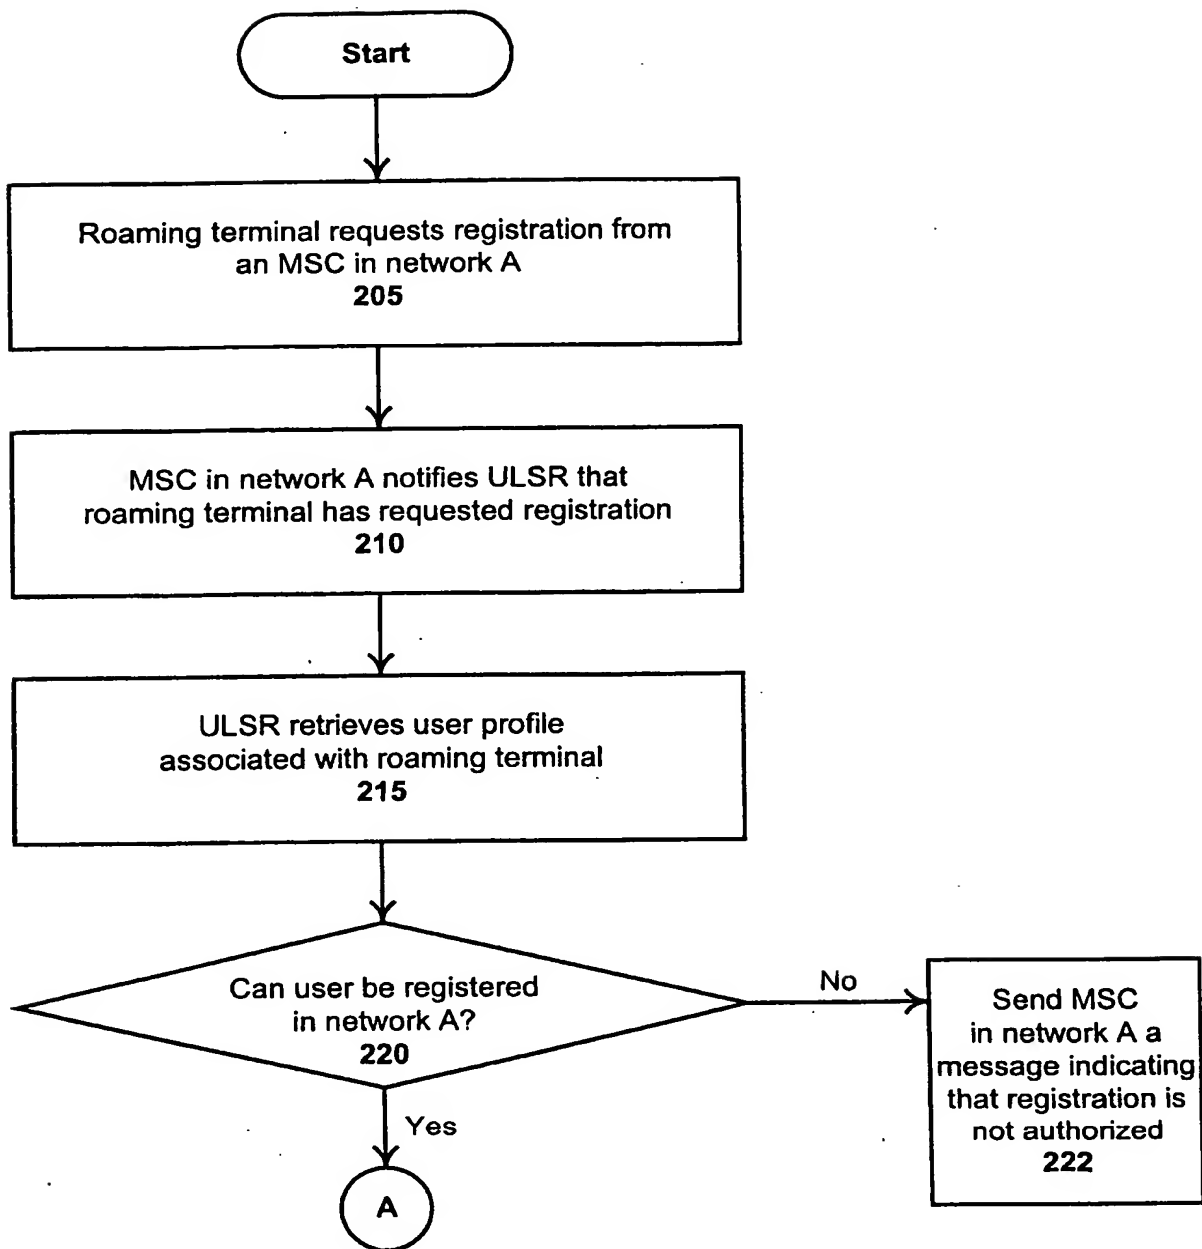 Start
Roaming terminal requests registration from
an MSC in network A
205
MSC in network A notifies ULSR that
roaming terminal has requested registration
210
ULSR retrieves user profile
associated with roaming terminal
215
Can user be registered
in network A?
220
No
Send MSC
in network A a
message indicating
that registration is
not authorized
222
Yes
A